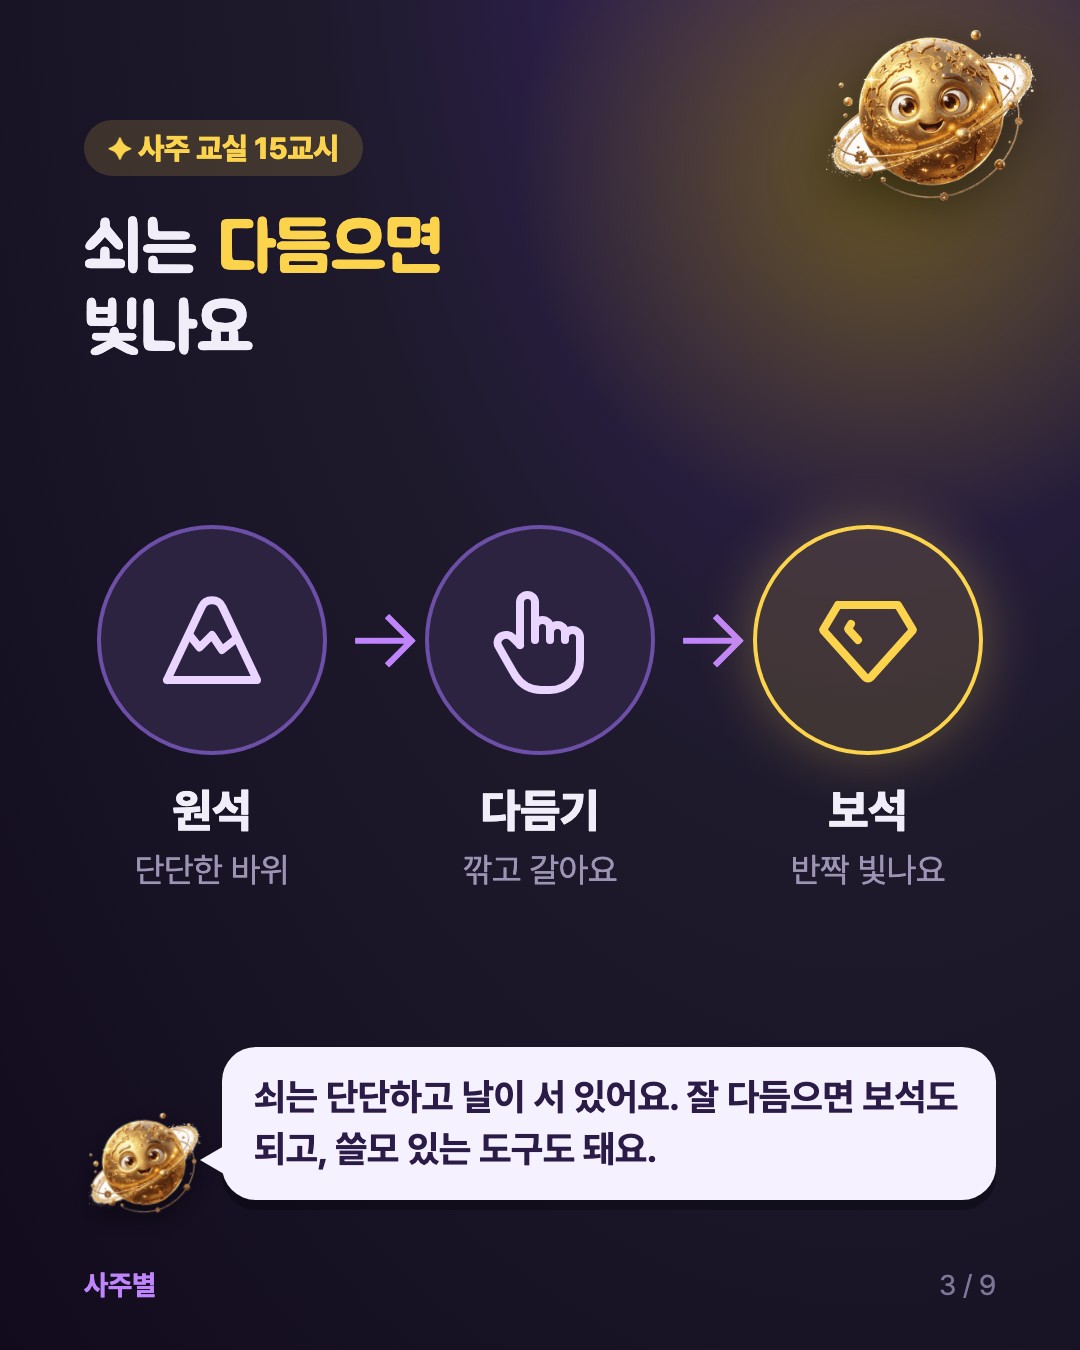 사주 교실 15교시
쇠는 다듬으면
빛나요
원석
단단한 바위
다듬기
깎고 갈아요
보석
반짝 빛나요
쇠는 단단하고 날이 서 있어요. 잘 다듬으면 보석도
되고, 쓸모 있는 도구도 돼요.
사주별
3 / 9